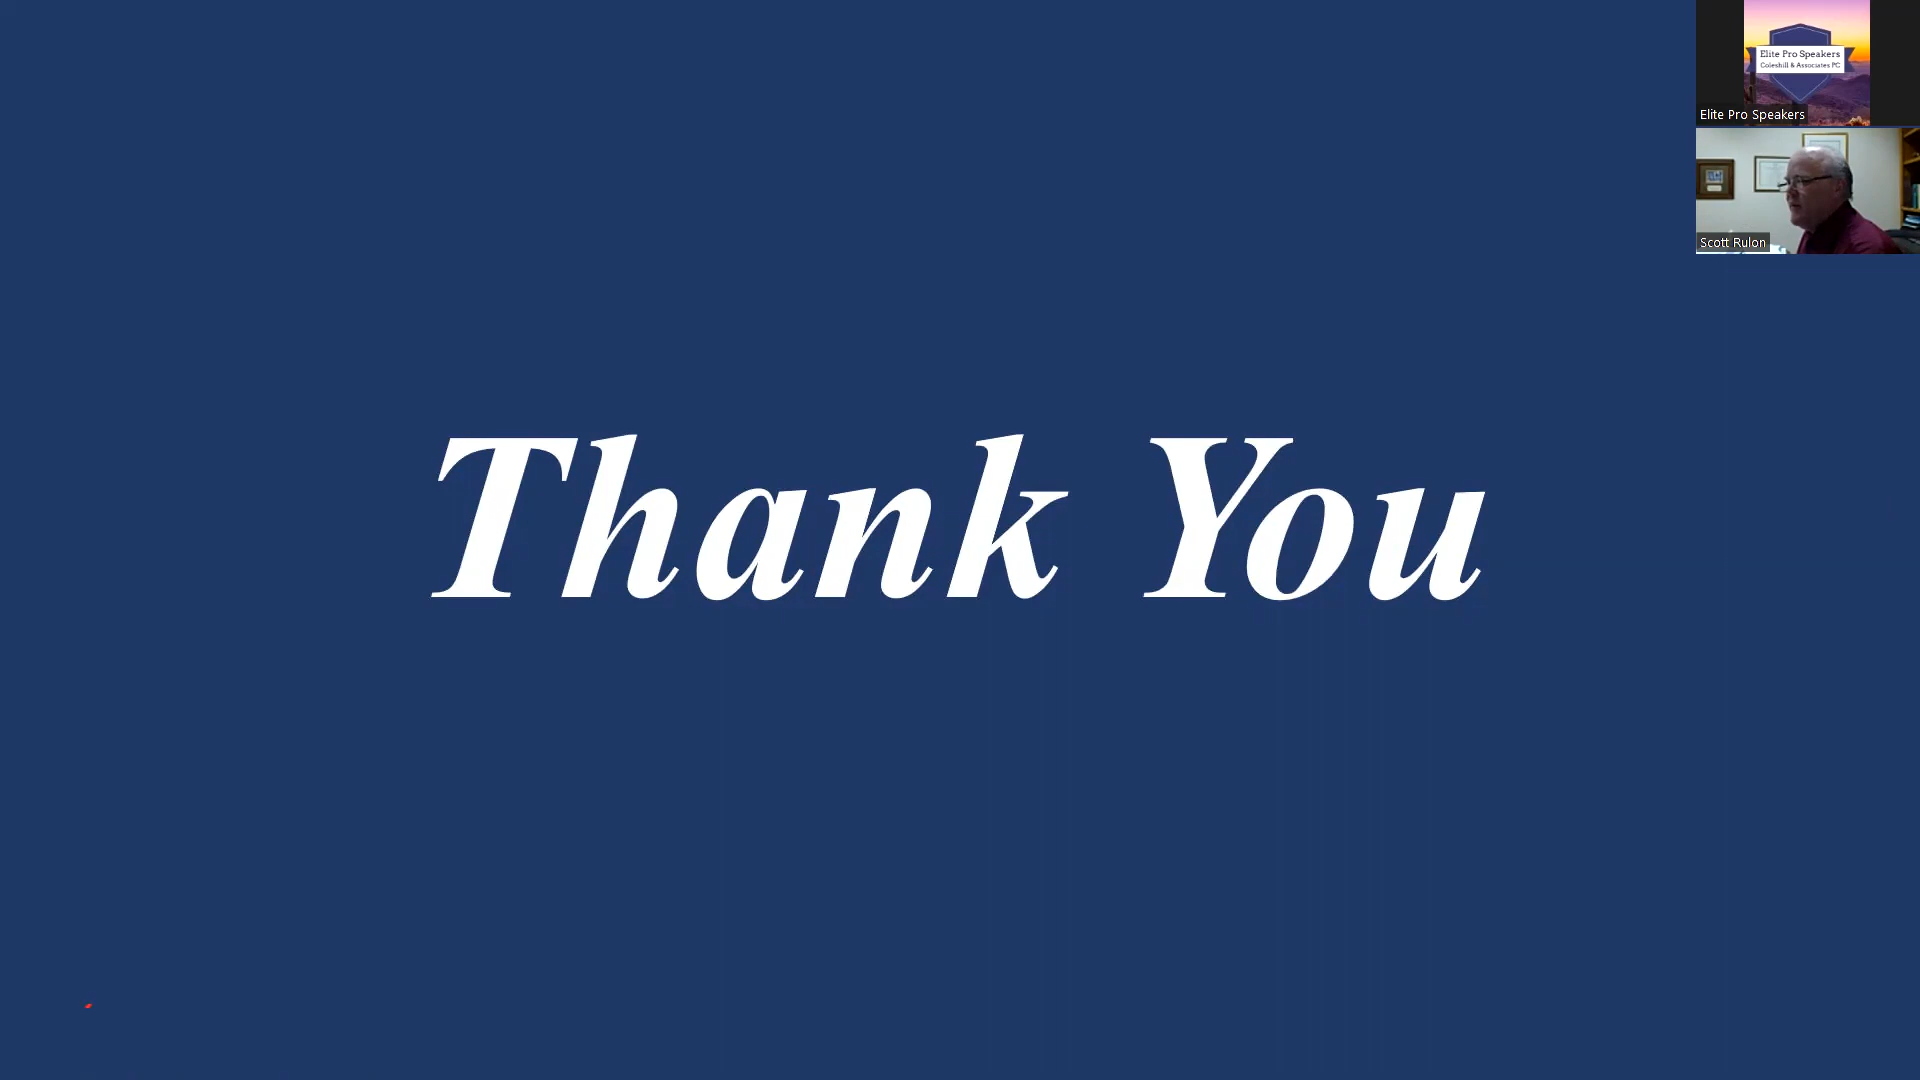 Elite Pro Speakers
Coleshill & Associates PC
Elite Pro Speakers
Scott Rulon
Thank You